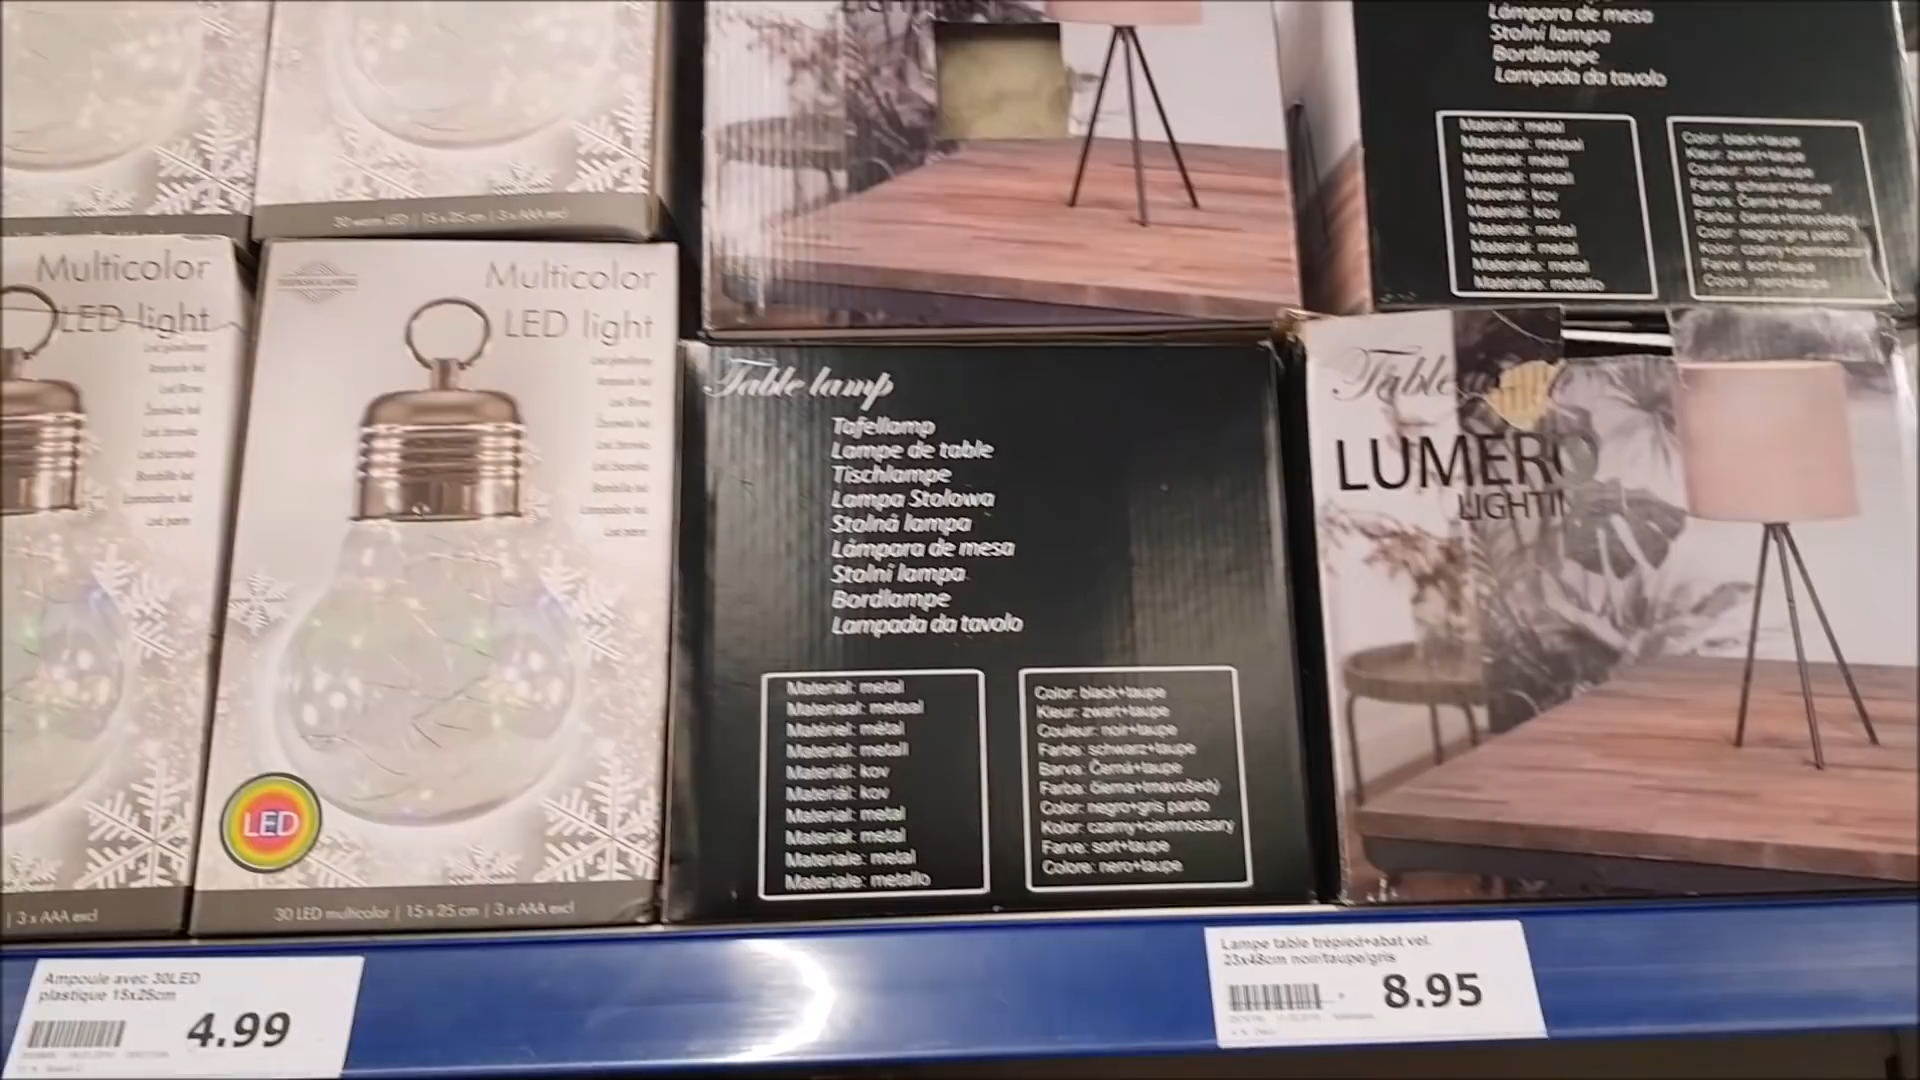 Lámpara de mesa
Stolní lampa
Bordlampe
Lampada da tavolo
Material: metal
Materiaal: metaal
Matériel: métal
Material: metall
Materiál: kov
Materiál: kov
Material: metal
Material: metal
Materiale: metal
Materiale: metallo
Color: black+taupe
Kleur: zwart+taupe
Couleur: noir+taupe
Farbe: schwarz+taupe
Barva: Černá+taupe
Farba: čierna+tmavošedý
Color: negro+gris pardo
Kolor: czarny+ciemnoszary
Farve: sort+taupe
Colore: nero+taupe
30 warm LED | 15 x 25 cm | 3 x AAA excl
Multicolor
LED light
3 x AAA excl
Multicolor
LED light
LED
30 LED multicolor | 15 x 25 cm | 3 x AAA excl
Table lamp
Tafellamp
Lampe de table
Tischlampe
Lampa Stolowa
Stolná lampa
Lámpara de mesa
Stolní lampa
Bordlampe
Lampada da tavolo
Material: metal
Materiaal: metaal
Matériel: métal
Material: metall
Materiál: kov
Materiál: kov
Material: metal
Material: metal
Materiale: metal
Materiale: metallo
Color: black+taupe
Kleur: zwart+taupe
Couleur: noir+taupe
Farbe: schwarz+taupe
Barva: Černá+taupe
Farba: čierna+tmavošedý
Color: negro+gris pardo
Kolor: czarny+ciemnoszary
Farve: sort+taupe
Colore: nero+taupe
Table
LUMERO
LIGHTIN
Ampoule avec 30LED
plastique 15x25cm
4.99
Lampe table trépied+abat vel.
23x48cm noir/taupe/gris
8.95